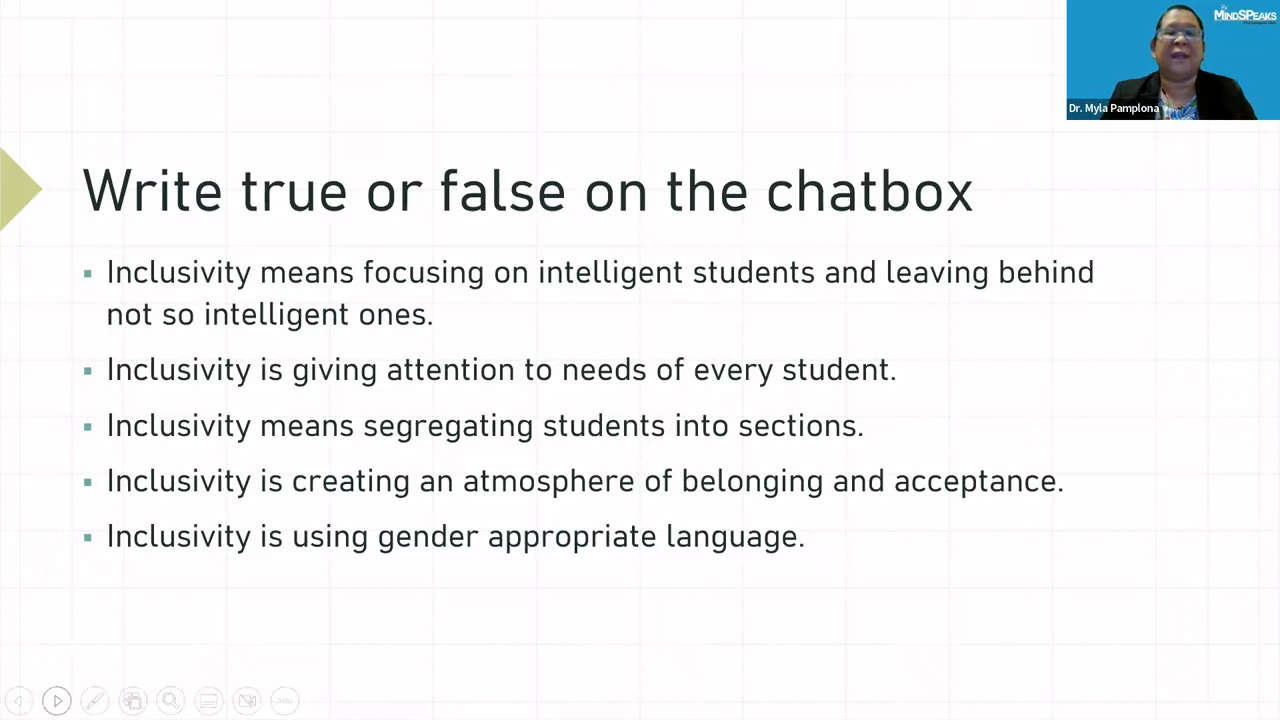 MINDSPEAKS
Dr. Myla Pamplona
Write true or false on the chatbox
▪ Inclusivity means focusing on intelligent students and leaving behind
not so intelligent ones.
▪ Inclusivity is giving attention to needs of every student.
▪ Inclusivity means segregating students into sections.
▪ Inclusivity is creating an atmosphere of belonging and acceptance.
▪ Inclusivity is using gender appropriate language.